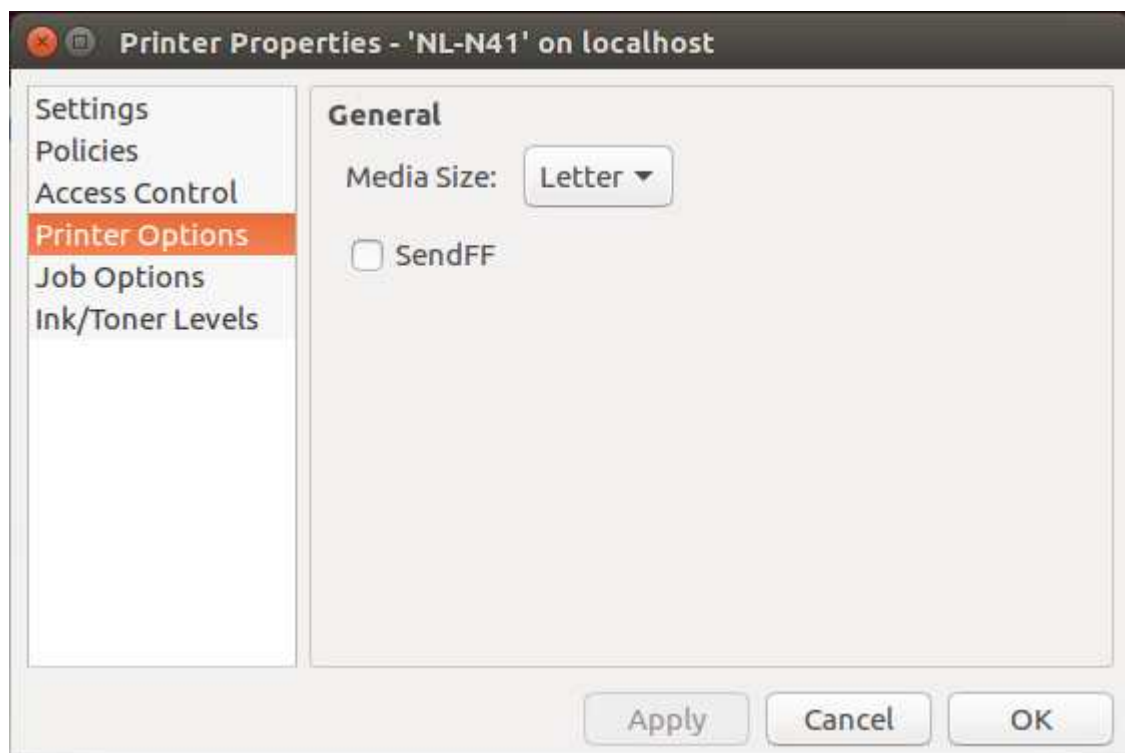 Printer Properties - 'NL-N41' on localhost
Settings
Policies
Access Control
Printer Options
Job Options
Ink/Toner Levels
General
Media Size: Letter
SendFF
Apply Cancel OK